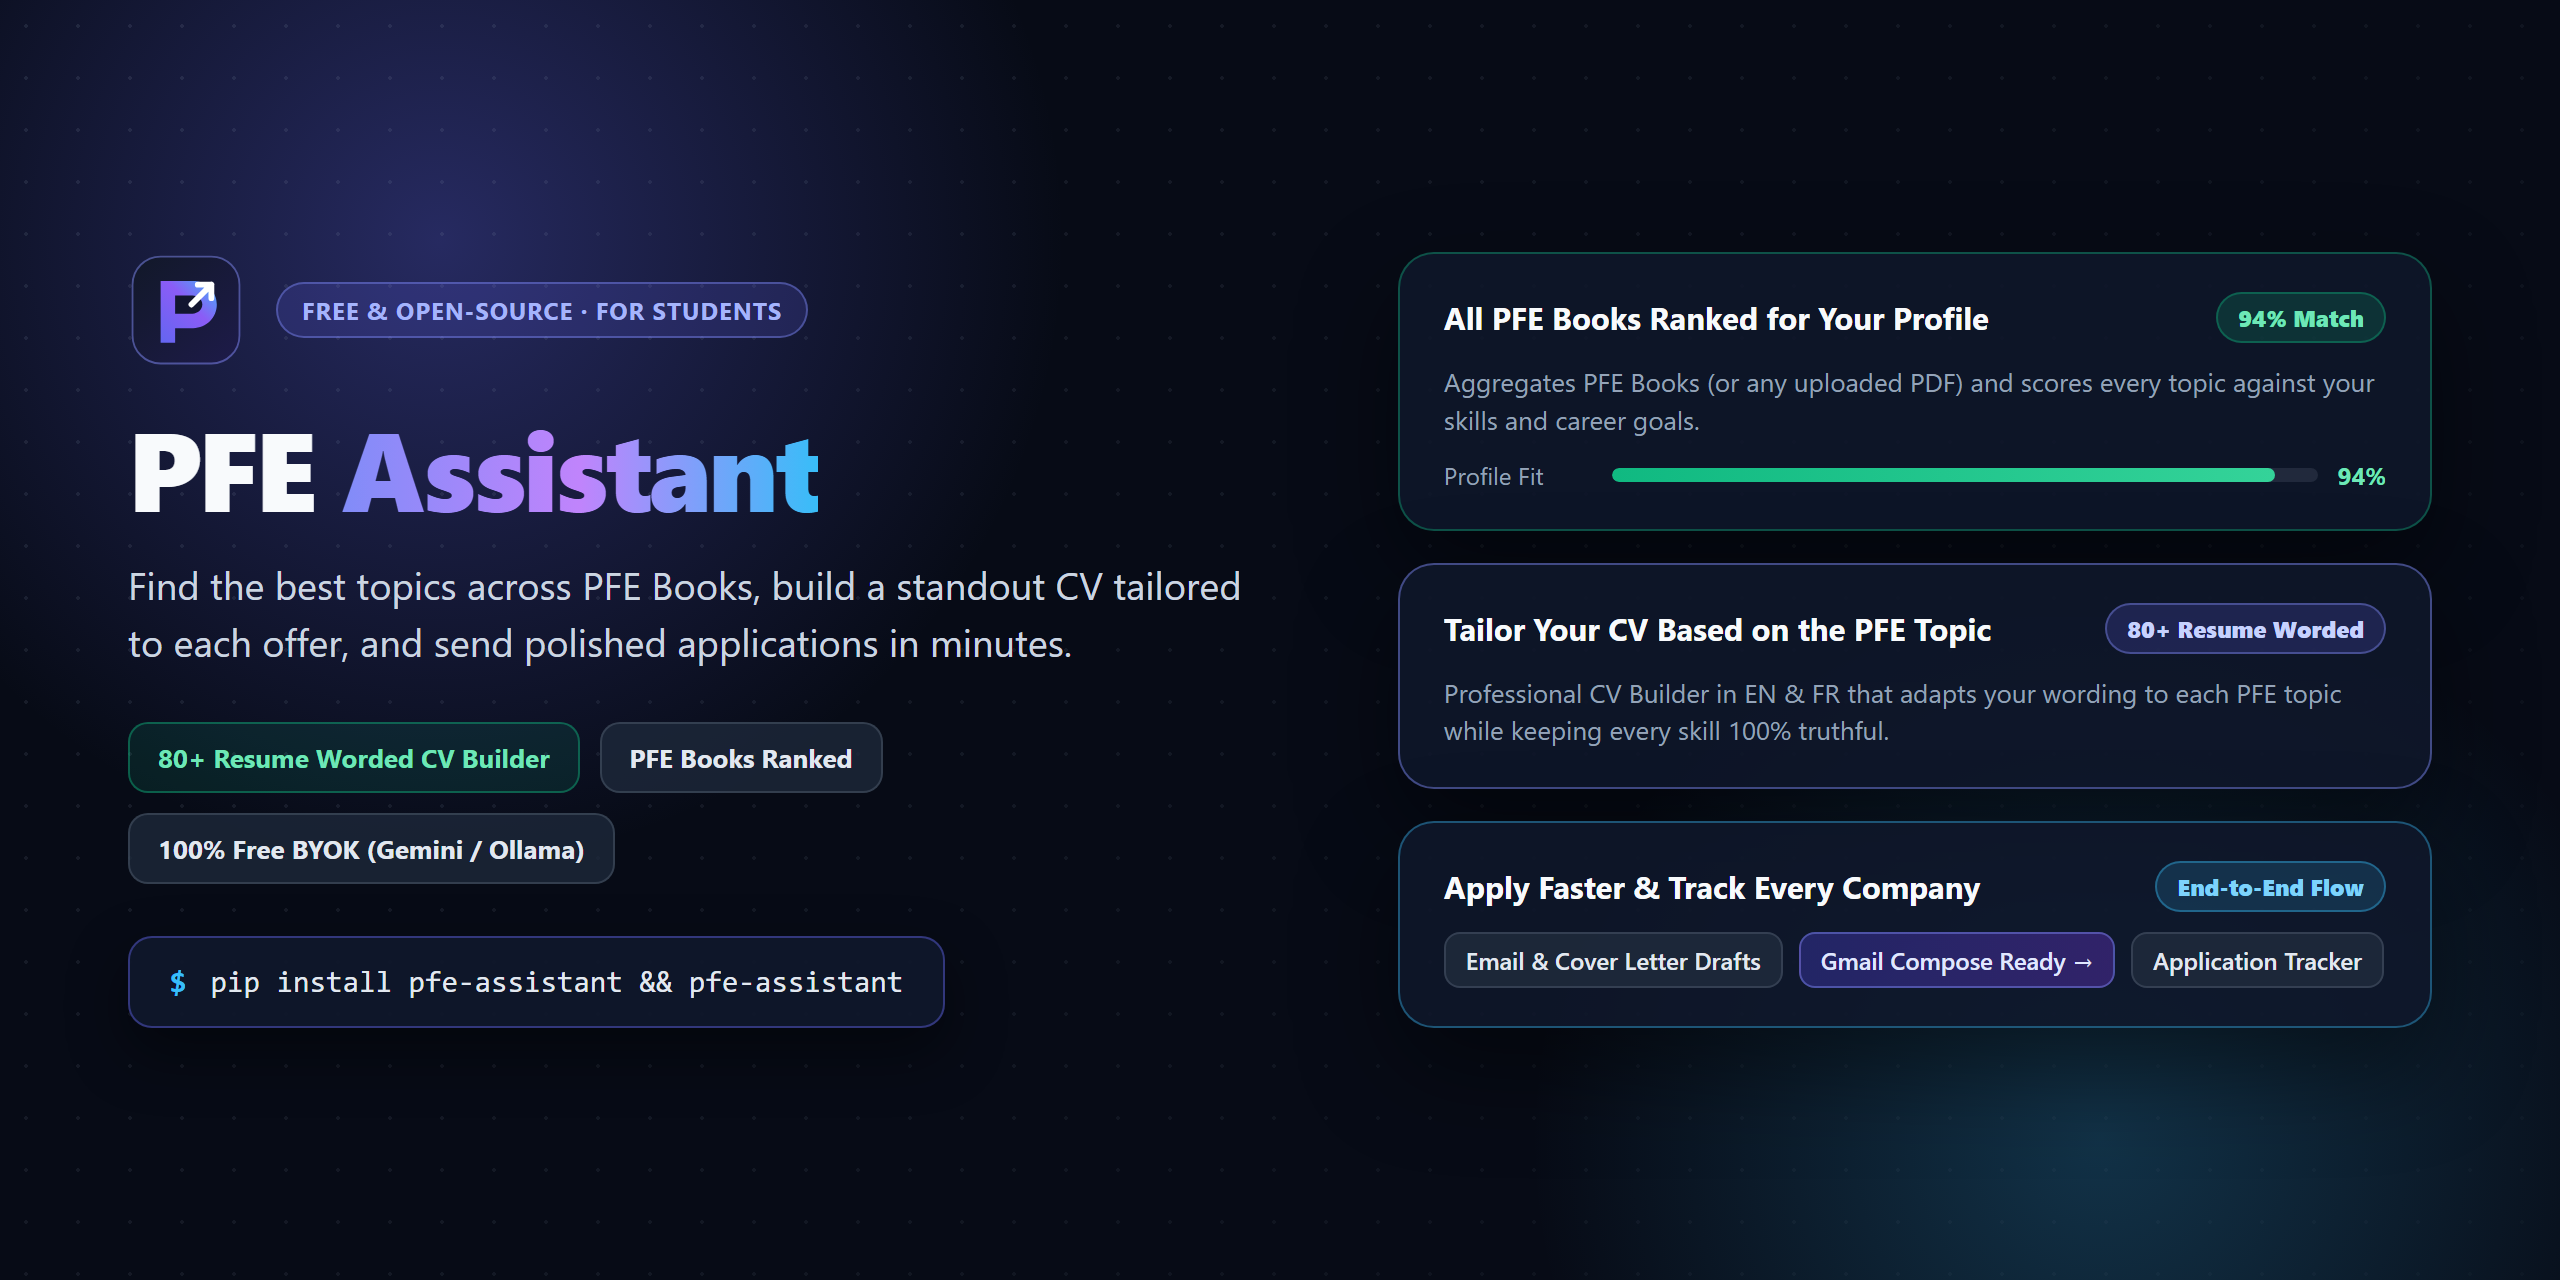 FREE & OPEN-SOURCE · FOR STUDENTS
PFE Assistant
Find the best topics across PFE Books, build a standout CV tailored
to each offer, and send polished applications in minutes.
80+ Resume Worded CV Builder
PFE Books Ranked
100% Free BYOK (Gemini / Ollama)
$ pip install pfe-assistant && pfe-assistant
All PFE Books Ranked for Your Profile
94% Match
Aggregates PFE Books (or any uploaded PDF) and scores every topic against your
skills and career goals.
Profile Fit
94%
Tailor Your CV Based on the PFE Topic
80+ Resume Worded
Professional CV Builder in EN & FR that adapts your wording to each PFE topic
while keeping every skill 100% truthful.
Apply Faster & Track Every Company
End-to-End Flow
Email & Cover Letter Drafts
Gmail Compose Ready →
Application Tracker